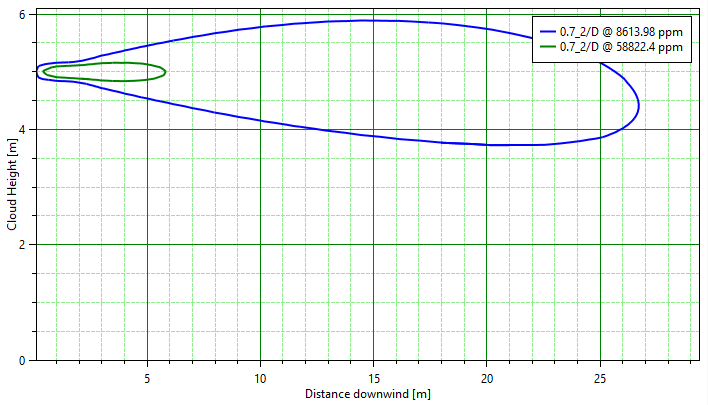 6
4
2
0
Cloud Height [m]
0.7_2/D @ 8613.98 ppm
0.7_2/D @ 58822.4 ppm
5
10
15
20
25
Distance downwind [m]